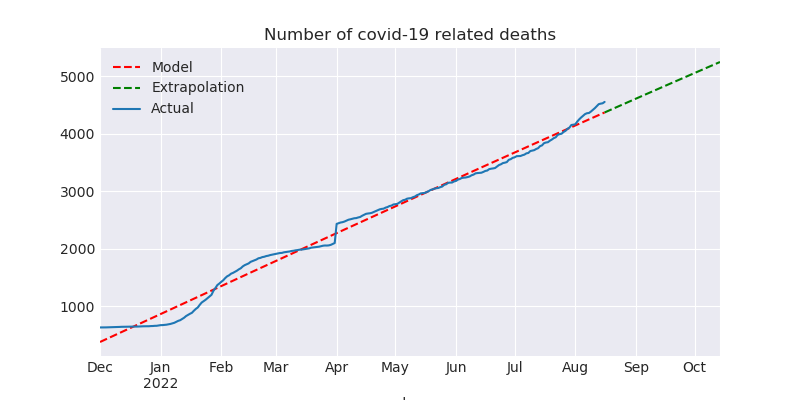 Number of covid-19 related deaths
Model
Extrapolation
Actual
5000
4000
3000
2000
1000
Dec Jan Feb Mar Apr May Jun Jul Aug Sep Oct
2022